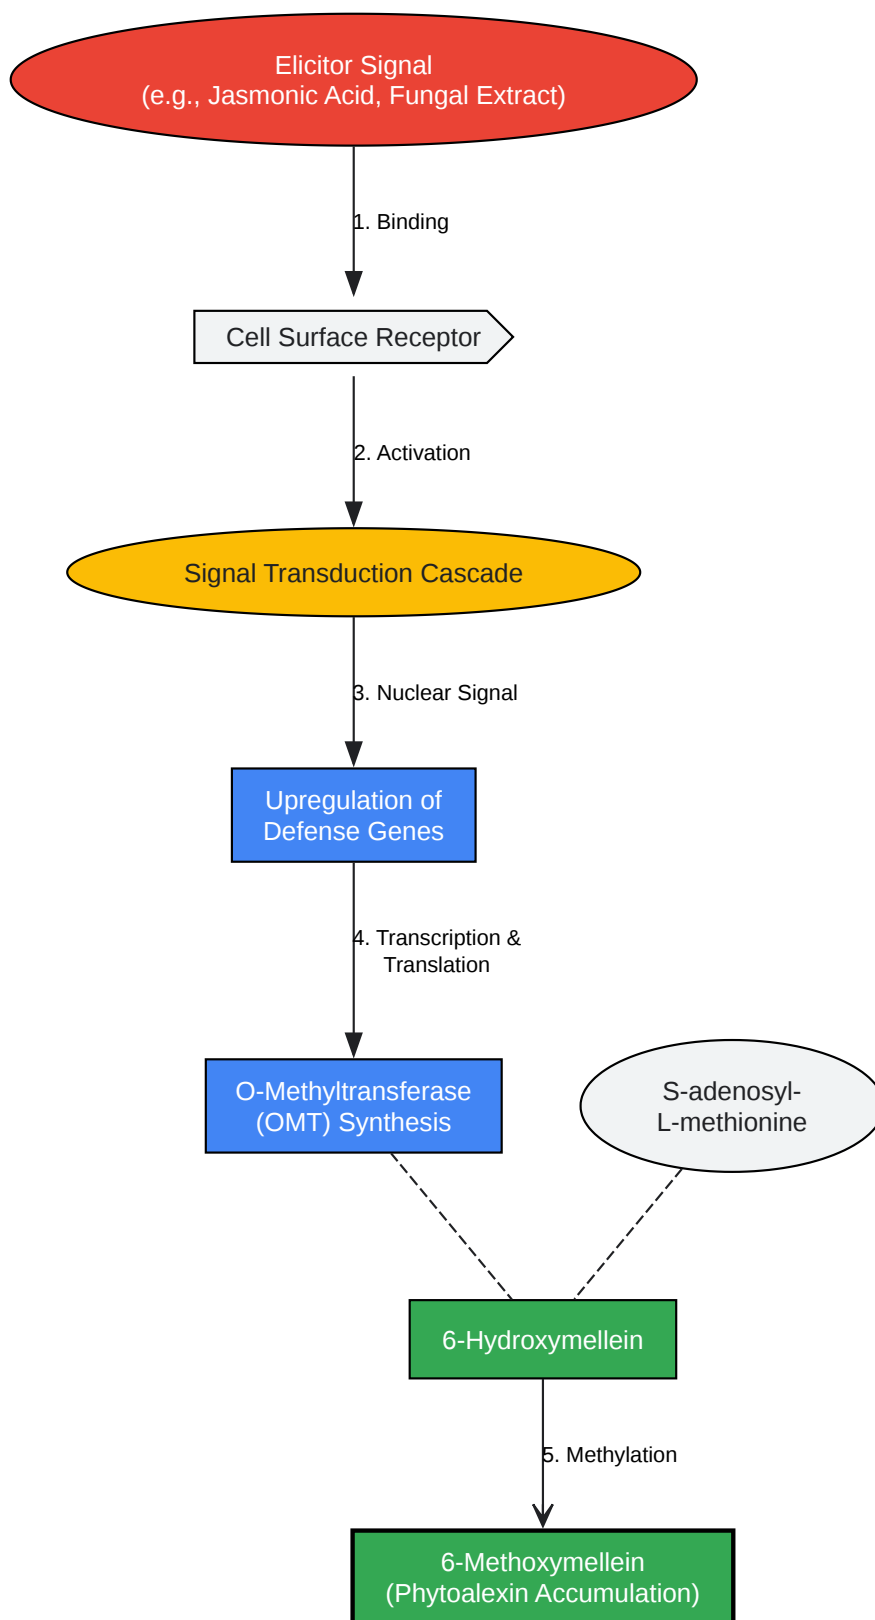 Elicitor Signal
(e.g., Jasmonic Acid, Fungal Extract)
1. Binding
Cell Surface Receptor
2. Activation
Signal Transduction Cascade
3. Nuclear Signal
Upregulation of
Defense Genes
4. Transcription &
Translation
O-Methyltransferase
(OMT) Synthesis
S-adenosyl-
L-methionine
6-Hydroxymellein
5. Methylation
6-Methoxymellein
(Phytoalexin Accumulation)